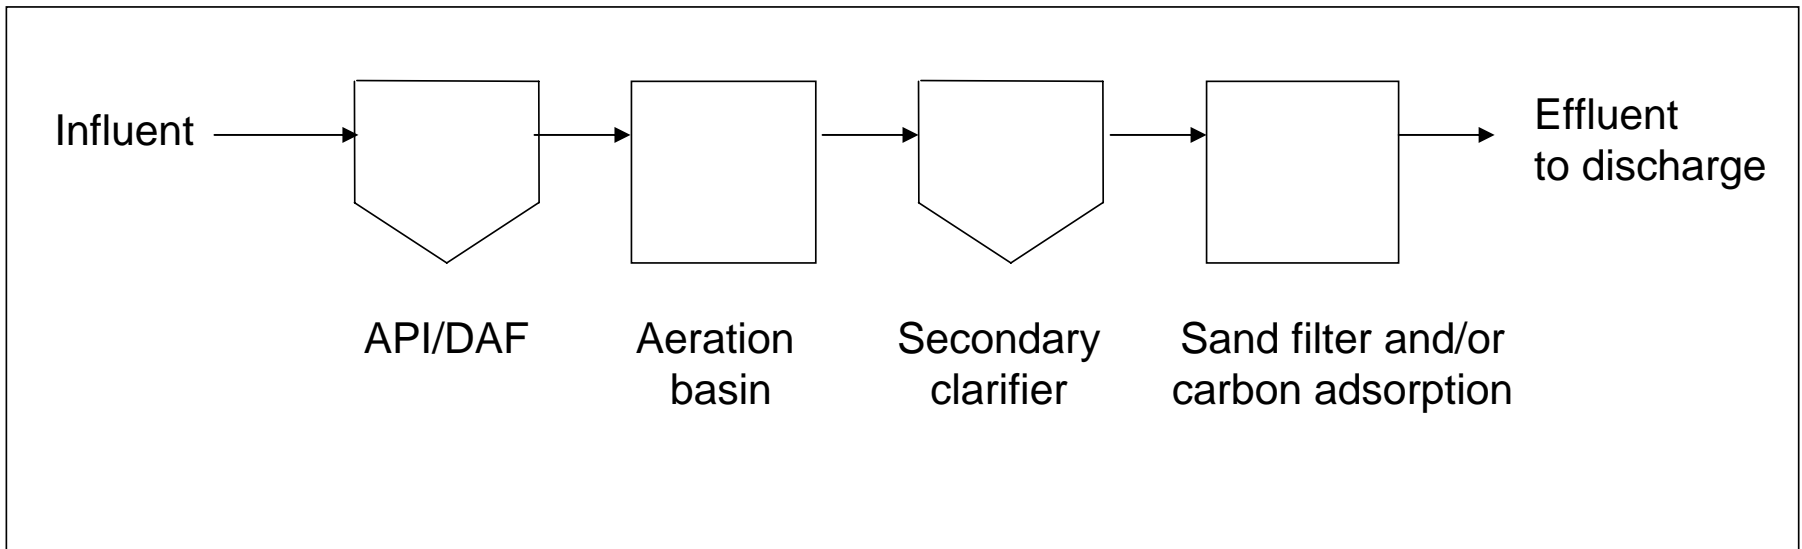 Influent
Effluent
to discharge
API/DAF
Aeration
basin
Secondary
clarifier
Sand filter and/or
carbon adsorption